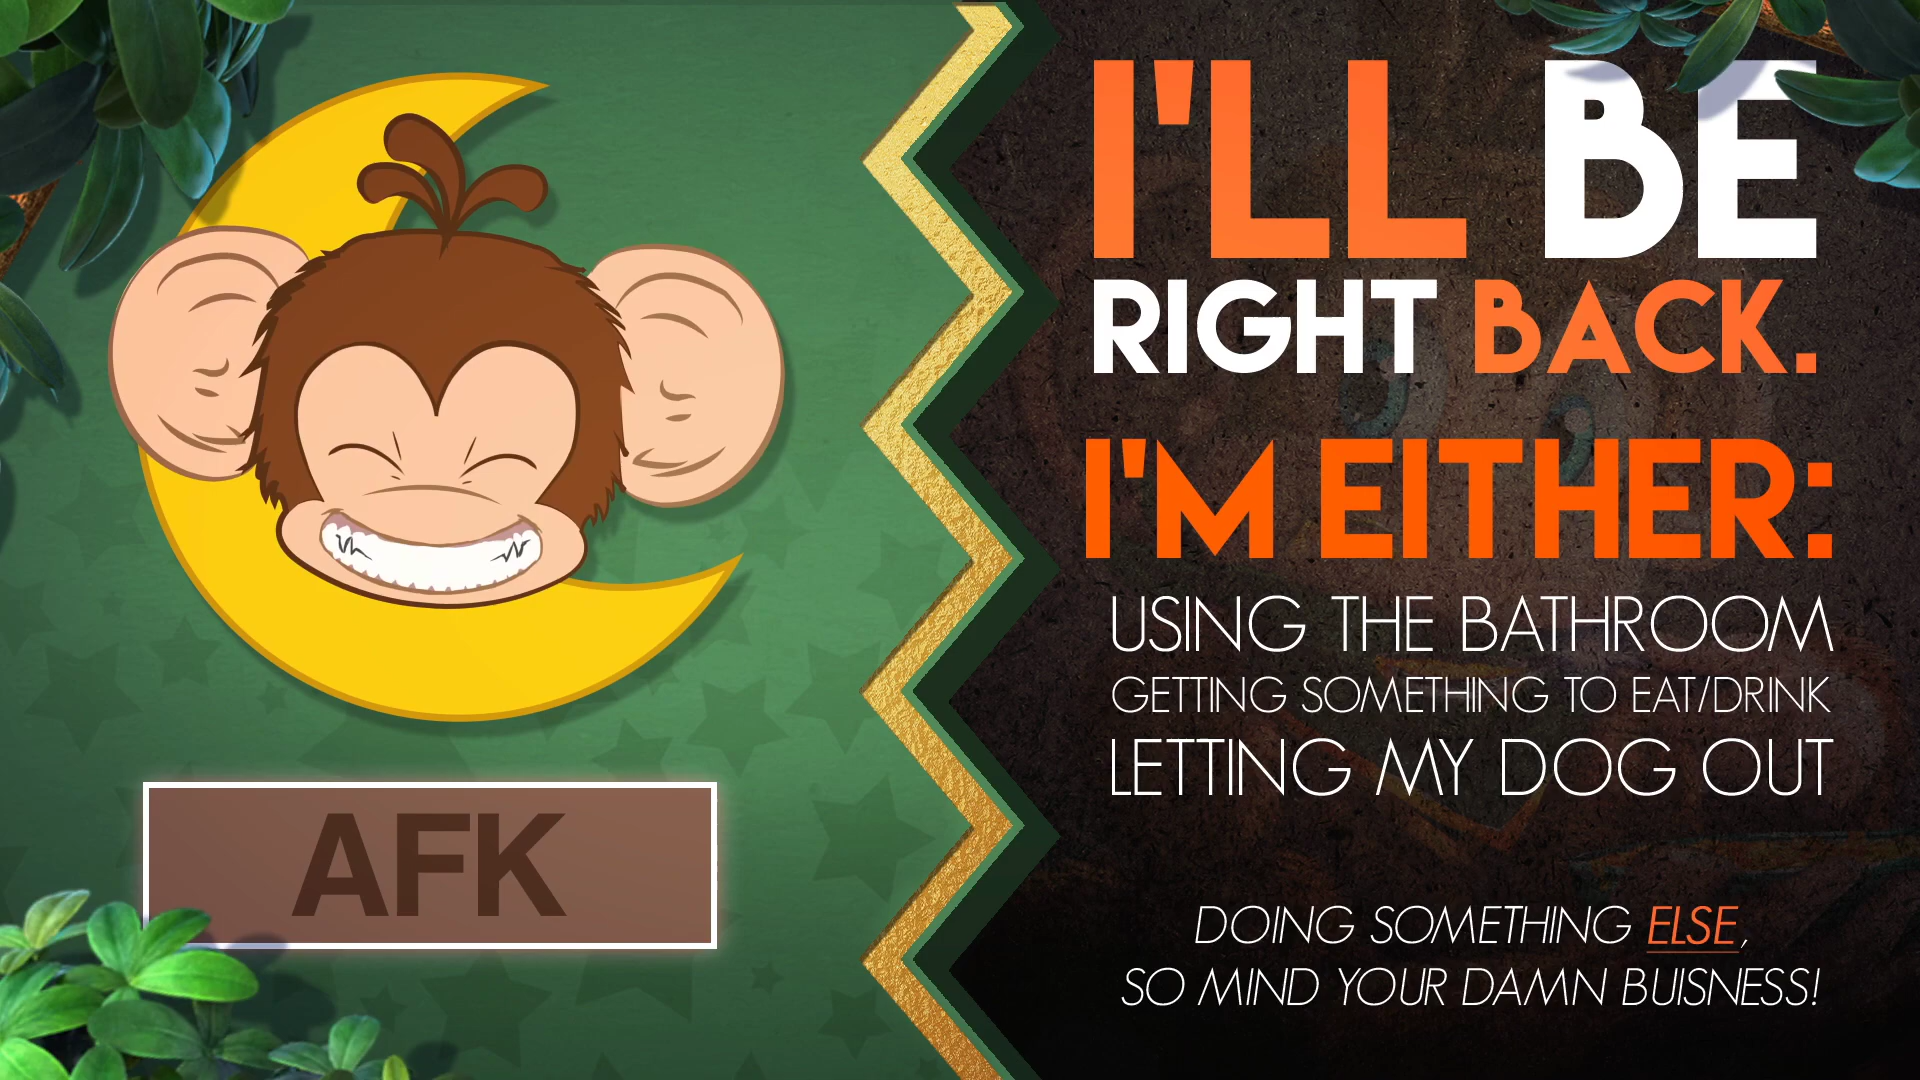 I'LL BE
RIGHT BACK.
I'M EITHER:
USING THE BATHROOM
GETTING SOMETHING TO EAT/DRINK
LETTING MY DOG OUT
DOING SOMETHING ELSE,
SO MIND YOUR DAMN BUISNESS!
AFK